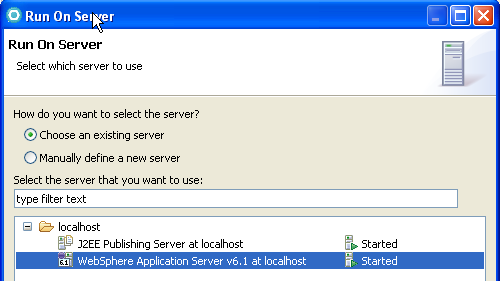 Run On Server
Run On Server
Select which server to use
How do you want to select the server?
Choose an existing server
Manually define a new server
Select the server that you want to use:
type filter text
localhost
J2EE Publishing Server at localhost Started
6.1 WebSphere Application Server v6.1 at localhost Started